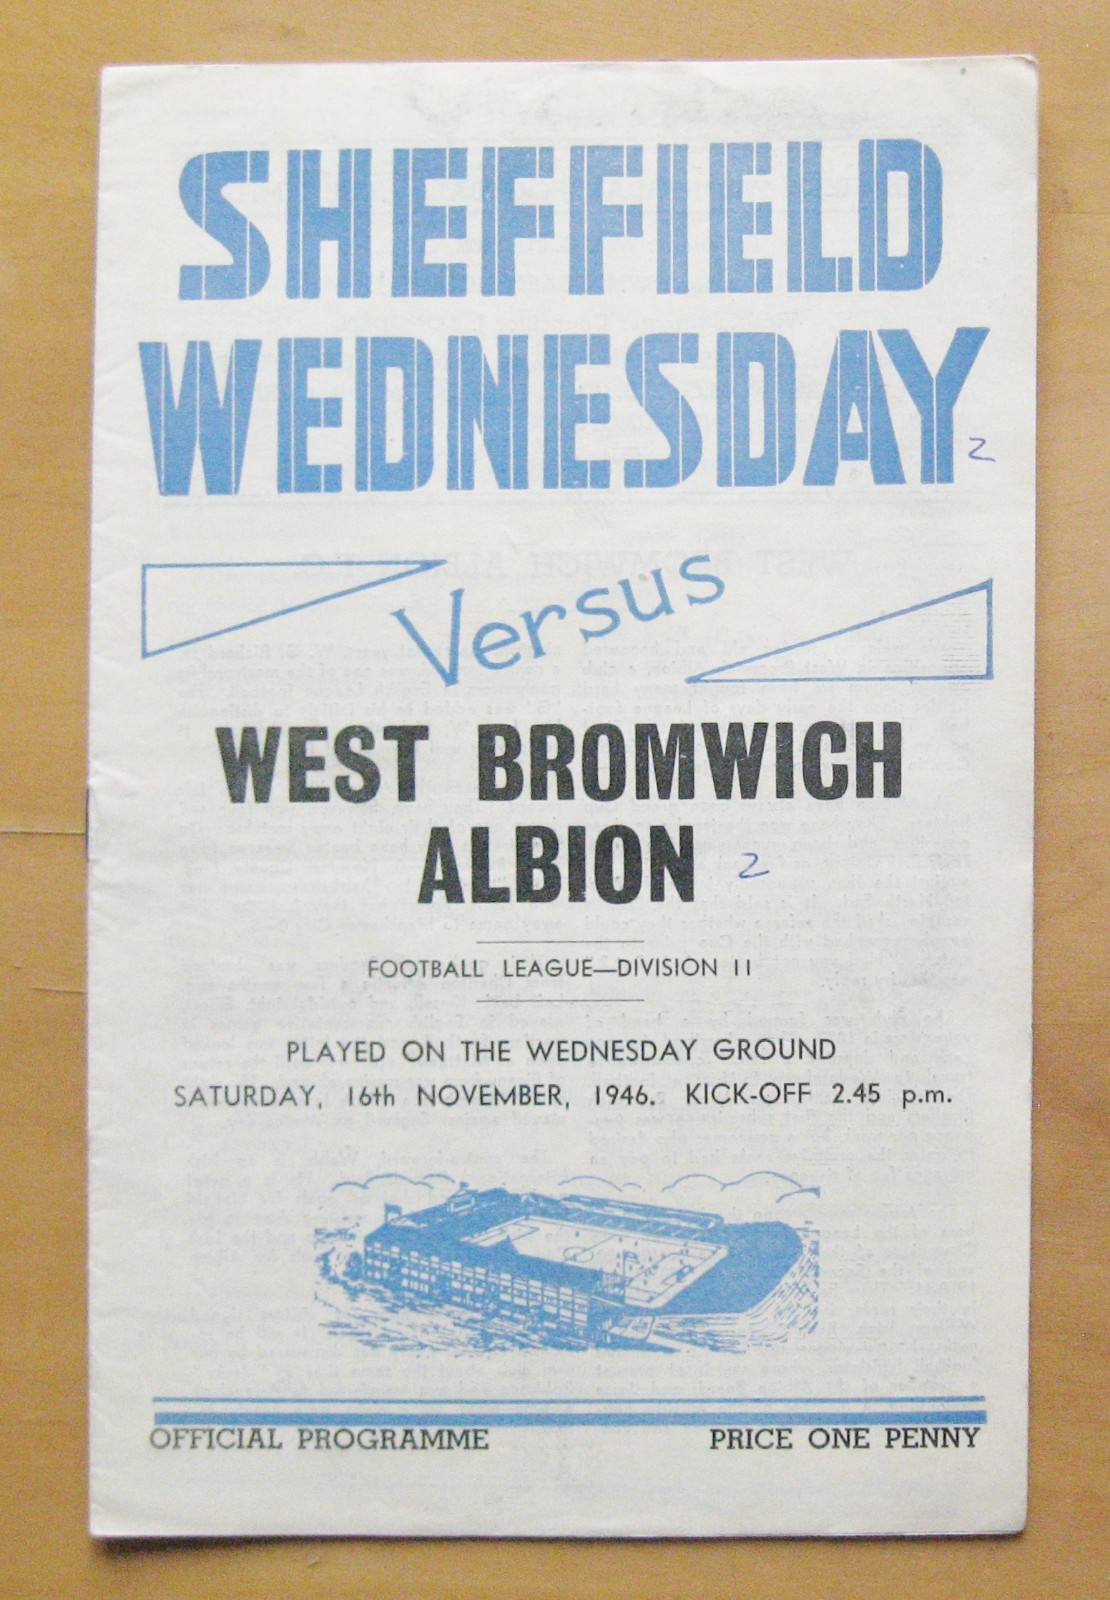 SHEFFIELD
WEDNESDAY 2
Versus
WEST BROMWICH
ALBION 2
FOOTBALL LEAGUE—DIVISION II
PLAYED ON THE WEDNESDAY GROUND
SATURDAY, 16th NOVEMBER, 1946. KICK-OFF 2.45 p.m.
OFFICIAL PROGRAMME PRICE ONE PENNY